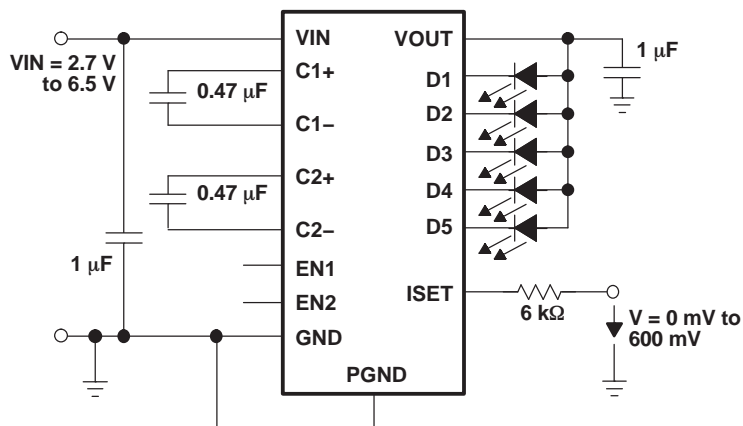 VIN
VOUT
VIN = 2.7 V
to 6.5 V
C1+
0.47 μF
C1−
C2+
0.47 μF
C2−
1 μF
EN1
EN2
GND
D1
D2
D3
D4
D5
1 μF
ISET
6 kΩ
V = 0 mV to
600 mV
PGND